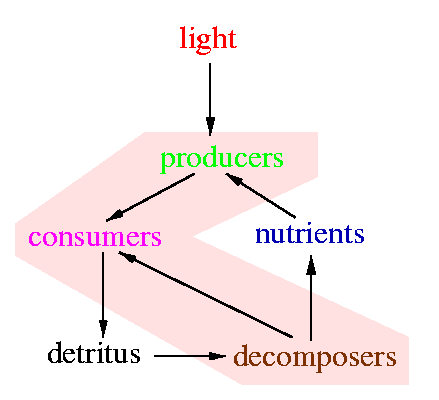 light
producers
consumers
nutrients
detritus
decomposers